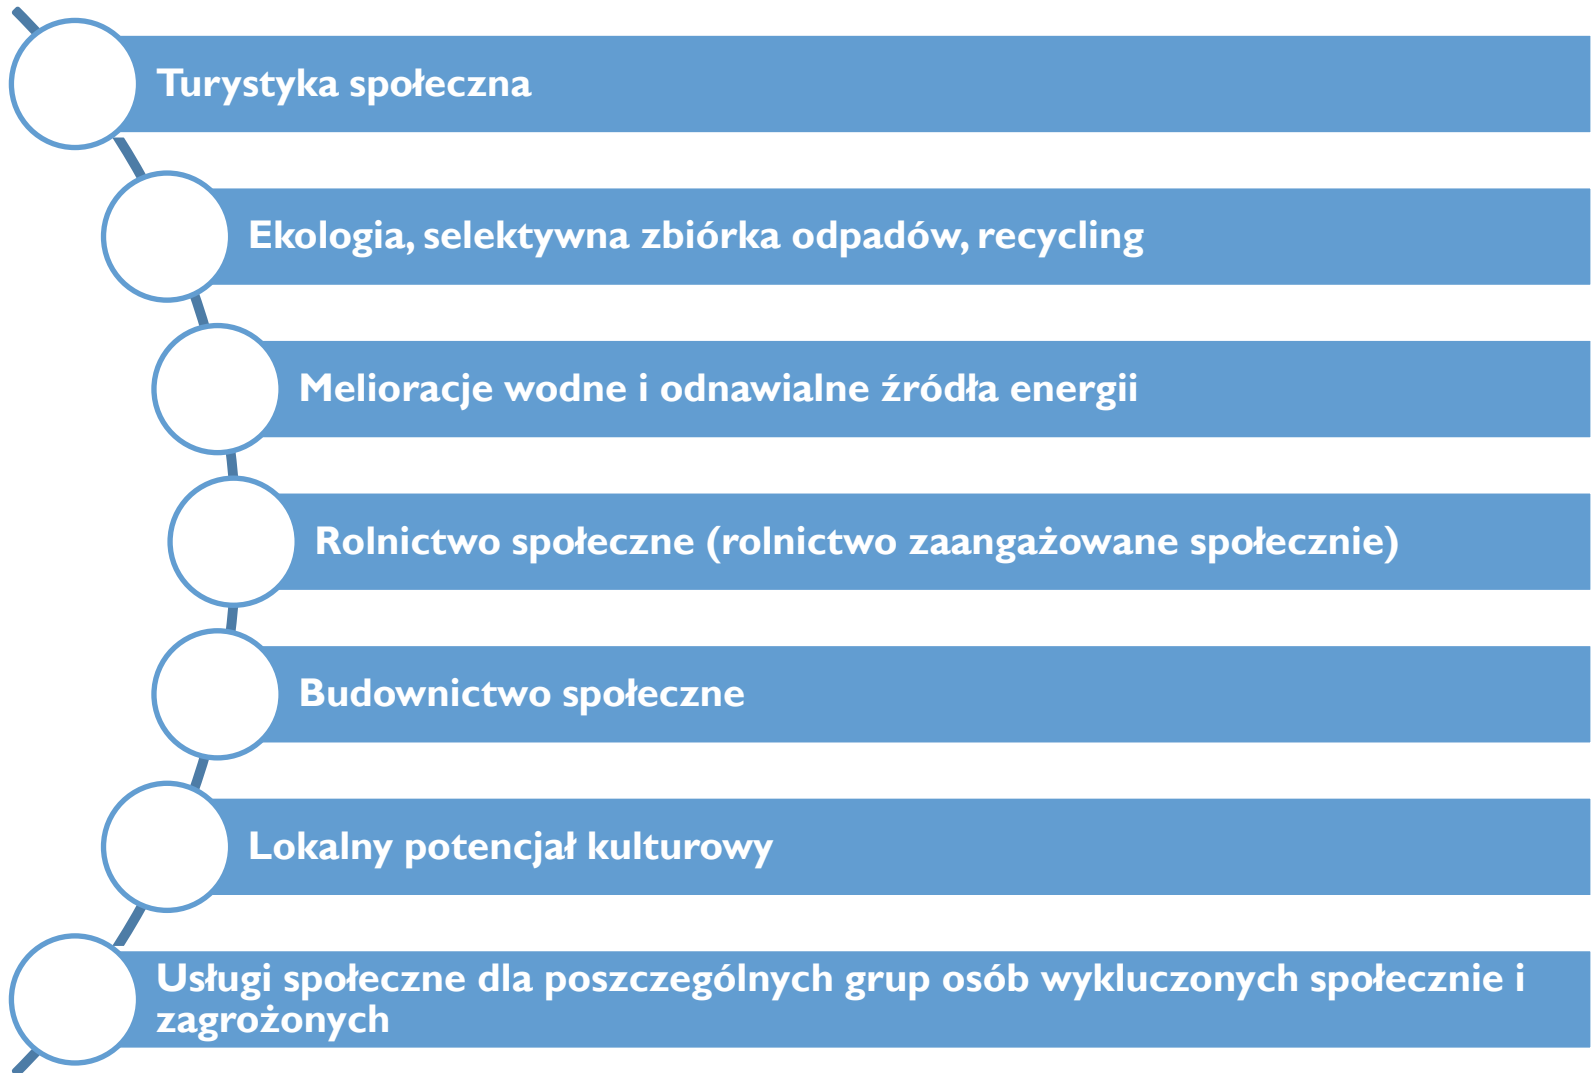 Turystyka społeczna
Ekologia, selektywna zbiórka odpadów, recycling
Melioracje wodne i odnawialne źródła energii
Rolnictwo społeczne (rolnictwo zaangażowane społecznie)
Budownictwo społeczne
Lokalny potencjał kulturowy
Usługi społeczne dla poszczególnych grup osób wykluczonych społecznie i
zagrożonych